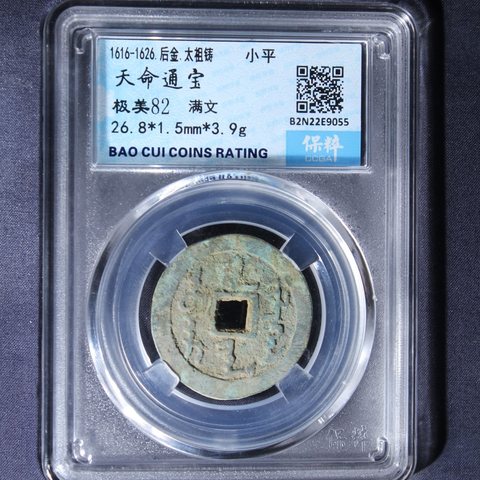 1616-1626.后金.太祖铸 小平
天命通宝
极美82 满文
26.8*1.5mm*3.9g
B2N22E9055
保粹
BAO CUI COINS RATING